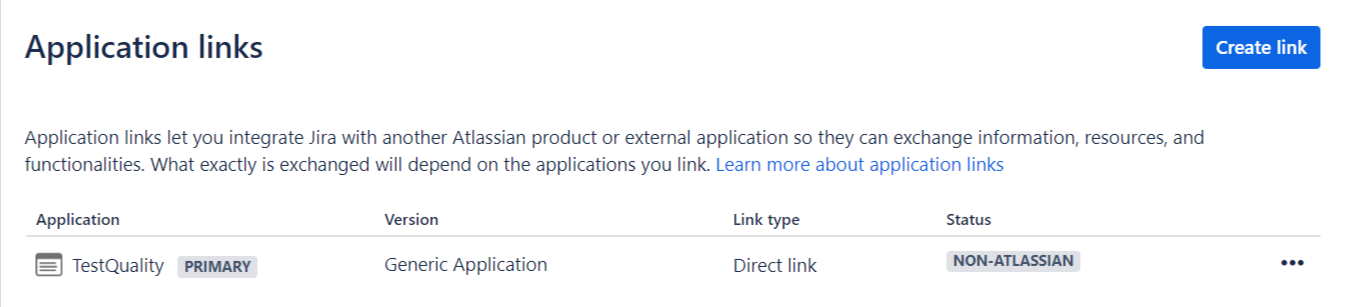 Application links
Create link
Application links let you integrate Jira with another Atlassian product or external application so they can exchange information, resources, and
functionalities. What exactly is exchanged will depend on the applications you link. Learn more about application links
Application Version Link type Status
TestQuality PRIMARY Generic Application Direct link NON-ATLASSIAN